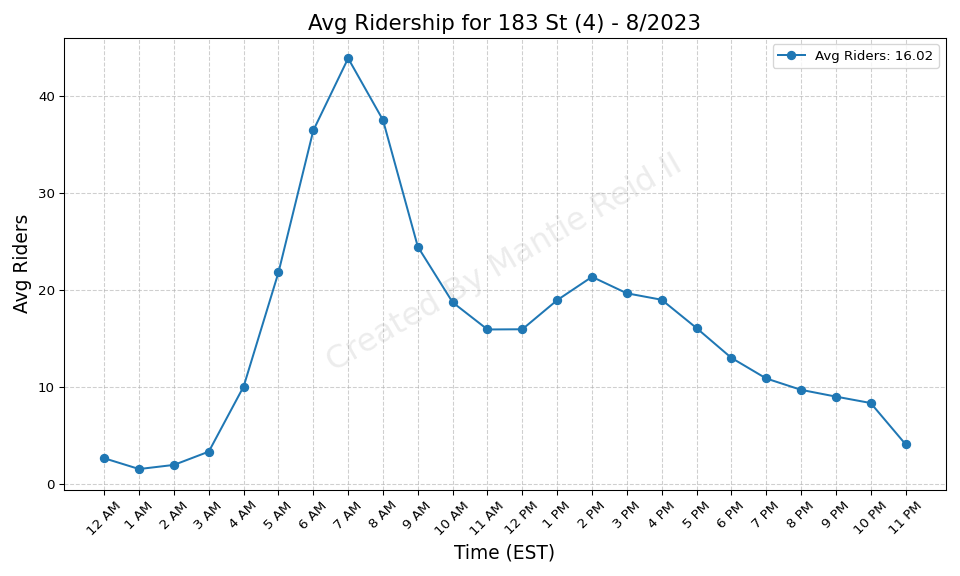 Avg Ridership for 183 St (4) - 8/2023
Avg Riders: 16.02
Avg Riders
40
30
20
10
0
Created By Mantie Reid II
12 AM
1 AM
2 AM
3 AM
4 AM
5 AM
6 AM
7 AM
8 AM
9 AM
10 AM
11 AM
12 PM
1 PM
2 PM
3 PM
4 PM
5 PM
6 PM
7 PM
8 PM
9 PM
10 PM
11 PM
Time (EST)